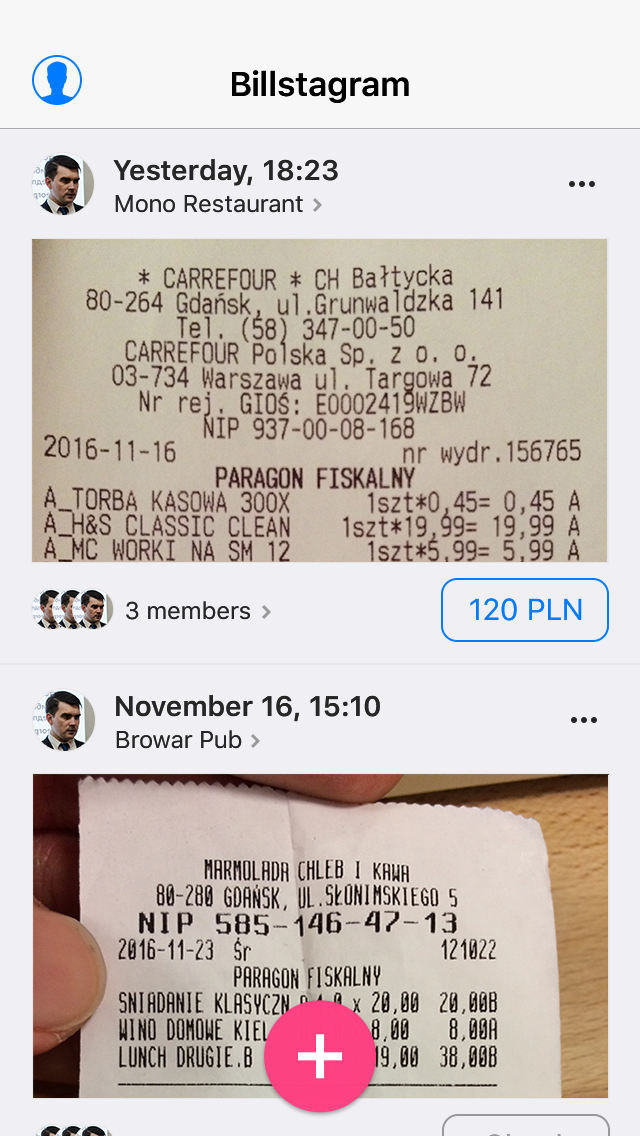 Billstagram
Yesterday, 18:23
Mono Restaurant
* CARREFOUR * CH Bałtycka
80-264 Gdańsk, ul.Grunwaldzka 141
Tel. (58) 347-00-50
CARREFOUR Polska Sp. z o. o.
03-734 Warszawa ul. Targowa 72
Nr rej. GIOŚ: E0002419WZBW
NIP 937-00-08-168
2016-11-16 nr wydr.156765
PARAGON FISKALNY
A_TORBA KASOWA 300X 1szt*0,45= 0,45 A
A_H&S CLASSIC CLEAN 1szt*19,99= 19,99 A
A_MC WORKI NA SM 12 1szt*5,99= 5,99 A
3 members
120 PLN
November 16, 15:10
Browar Pub
MARMOLADA CHLEB I KAWA
80-280 GDAŃSK, UL.SŁONIMSKIEGO 5
NIP 585-146-47-13
2016-11-23 Śr 121022
PARAGON FISKALNY
SNIADANIE KLASYCZN x 20,00 20,00B
WINO DOMOWE KIEL 8,00 8,00A
LUNCH DRUGIE.B 19,00 38,00B